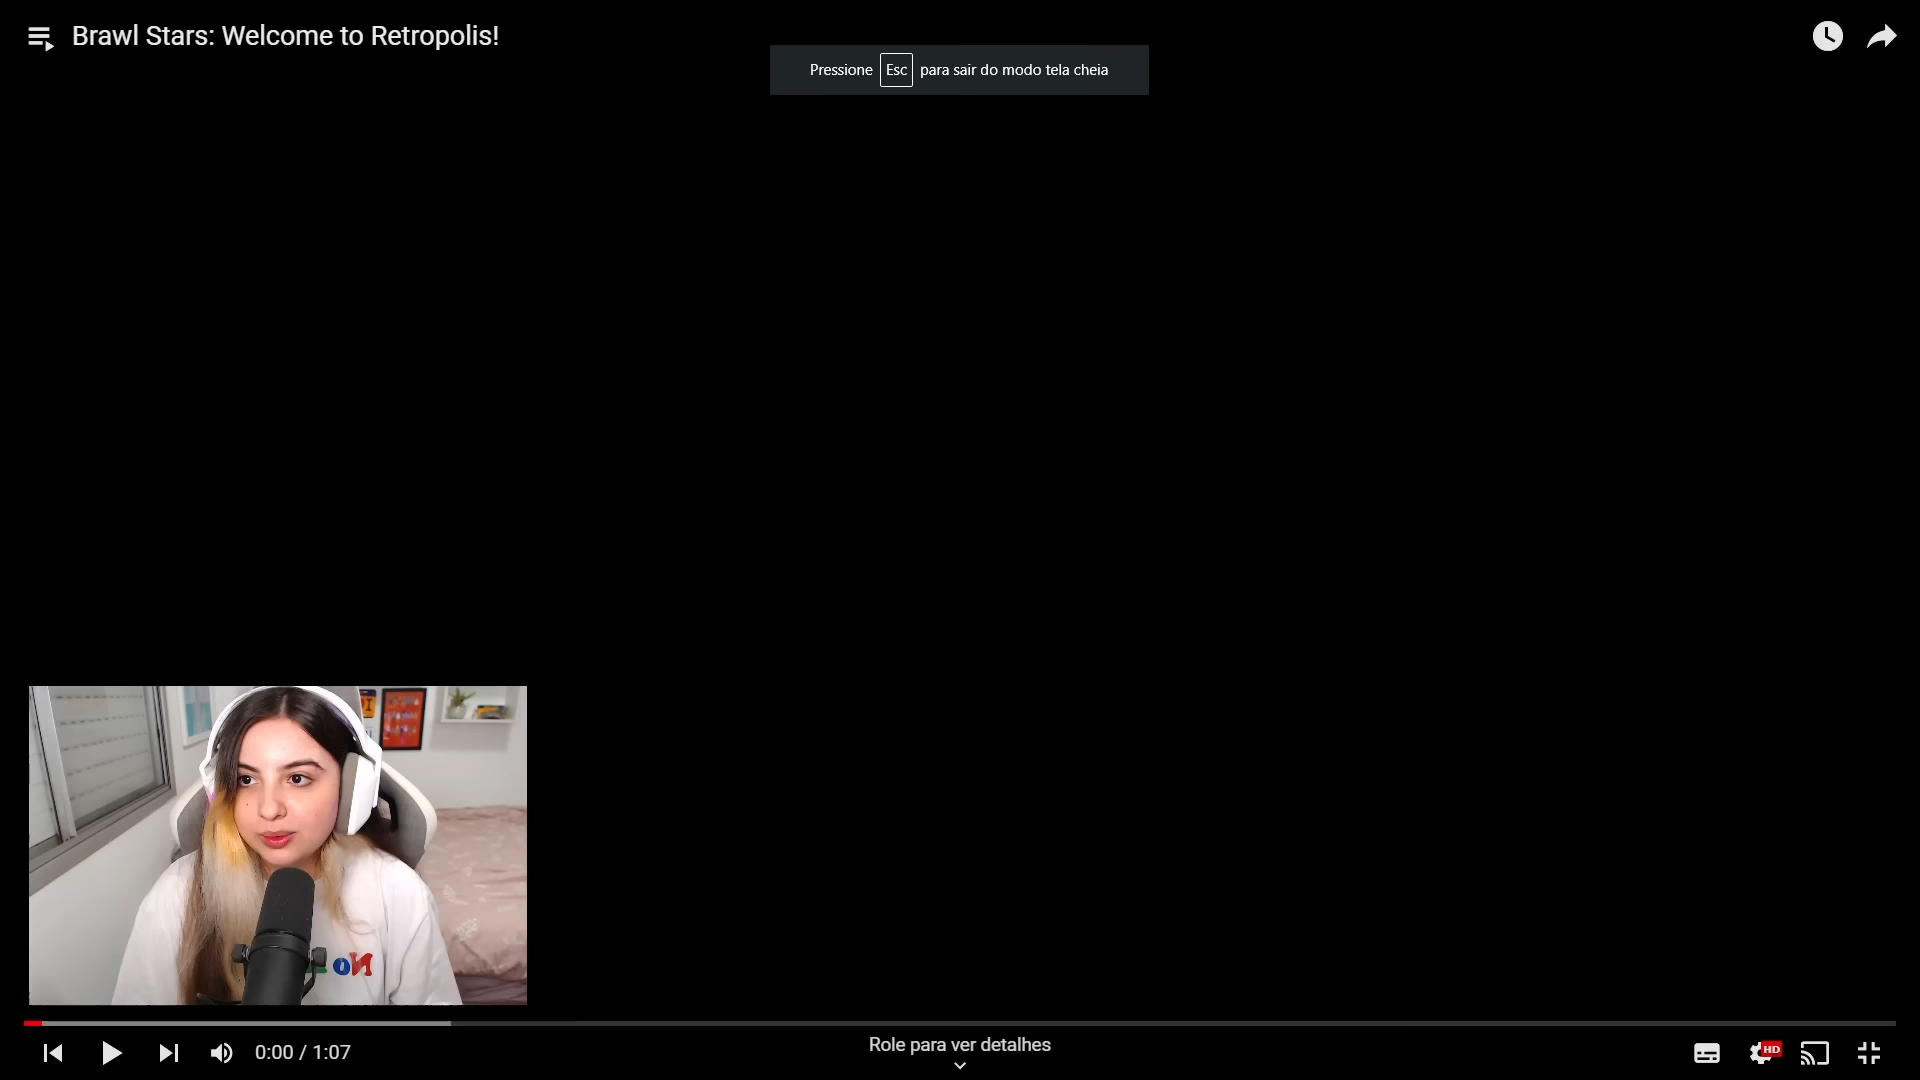 Brawl Stars: Welcome to Retropolis!
Pressione Esc para sair do modo tela cheia
0:00 / 1:07
Role para ver detalhes
HD